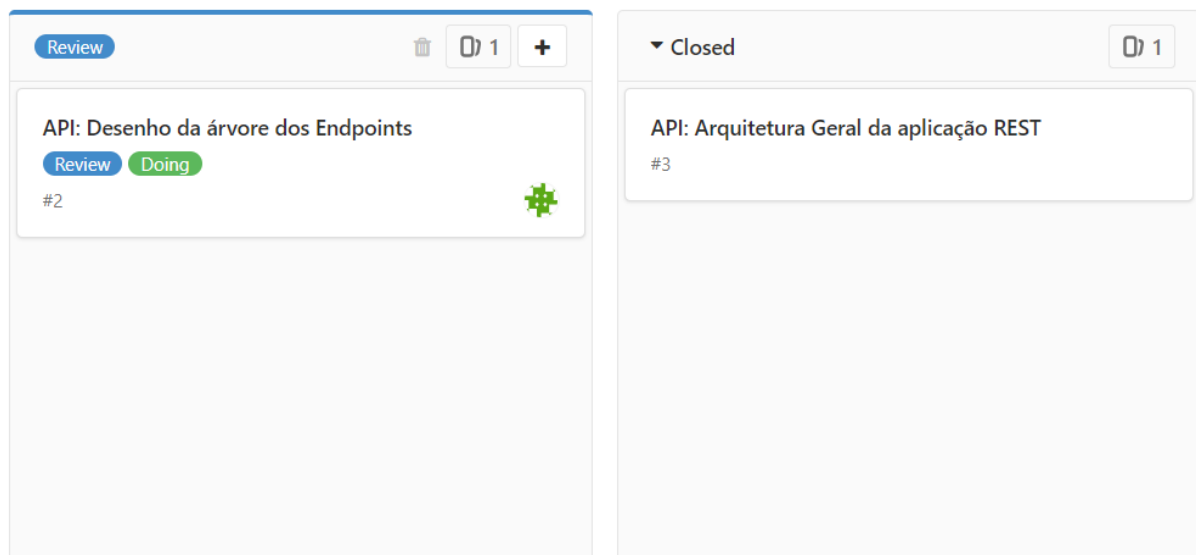 Review
1
+
API: Desenho da árvore dos Endpoints
Review Doing
#2
Closed
1
API: Arquitetura Geral da aplicação REST
#3